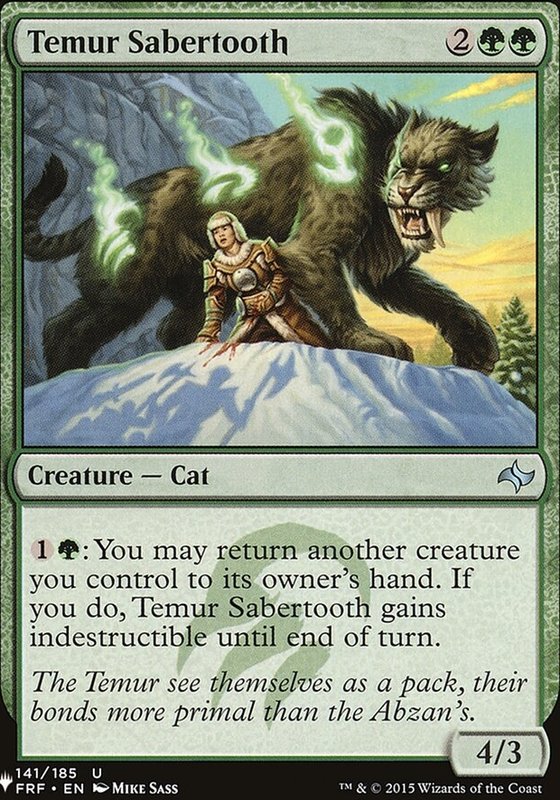 Temur Sabertooth 2
Creature — Cat
1 : You may return another creature
you control to its owner's hand. If
you do, Temur Sabertooth gains
indestructible until end of turn.
The Temur see themselves as a pack, their
bonds more primal than the Abzan's.
4/3
141/185 U
FRF • EN Mike Sass
™ & © 2015 Wizards of the Coast